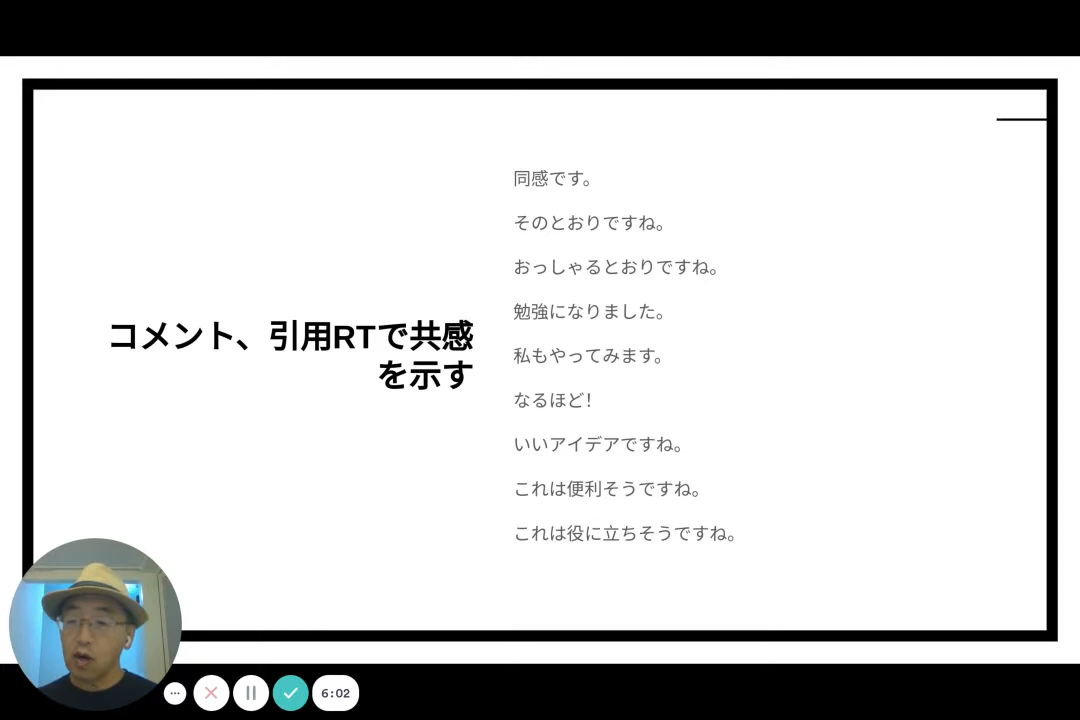 コメント、引用RTで共感
を示す
同感です。
そのとおりですね。
おっしゃるとおりですね。
勉強になりました。
私もやってみます。
なるほど!
いいアイデアですね。
これは便利そうですね。
これは役に立ちそうですね。
6:02